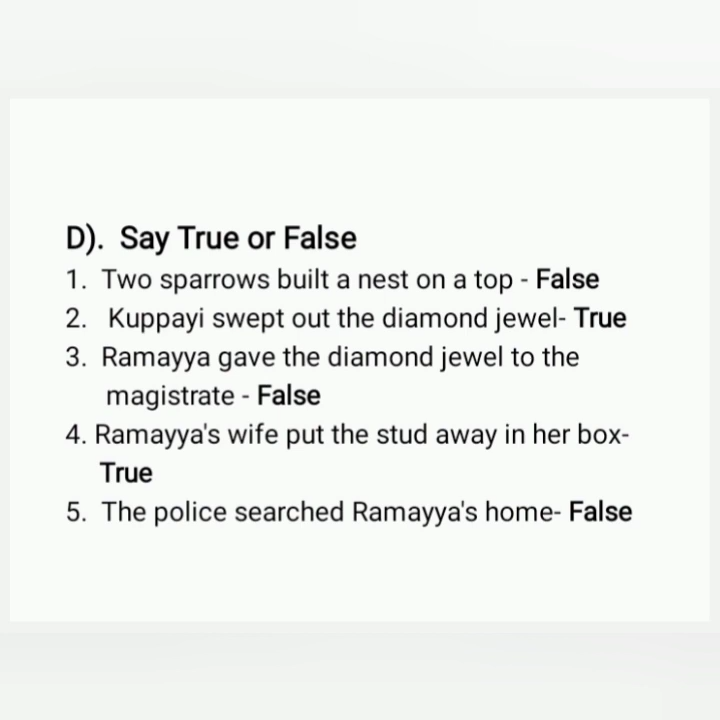 D). Say True or False
1. Two sparrows built a nest on a top - False
2. Kuppayi swept out the diamond jewel- True
3. Ramayya gave the diamond jewel to the
magistrate - False
4. Ramayya's wife put the stud away in her box-
True
5. The police searched Ramayya's home- False